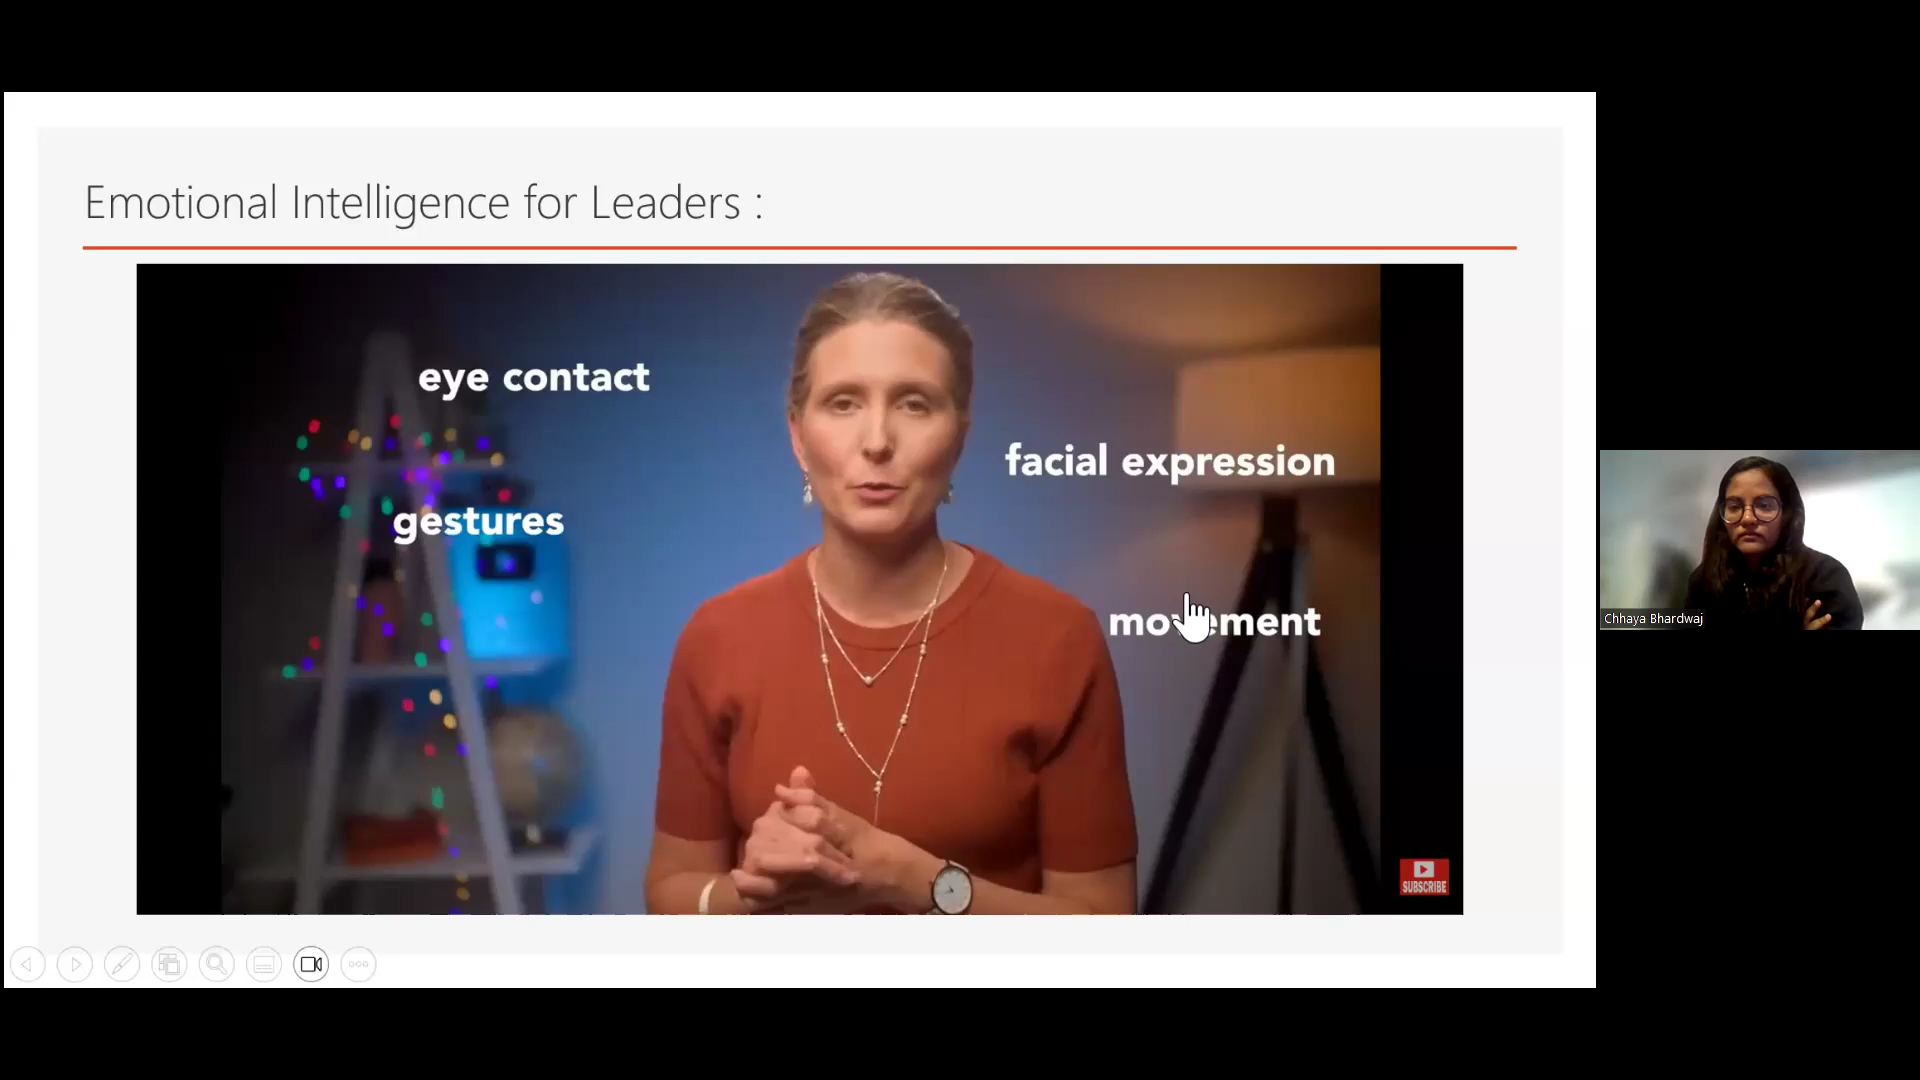 Emotional Intelligence for Leaders :
eye contact
facial expression
gestures
movement
SUBSCRIBE
Chhaya Bhardwaj